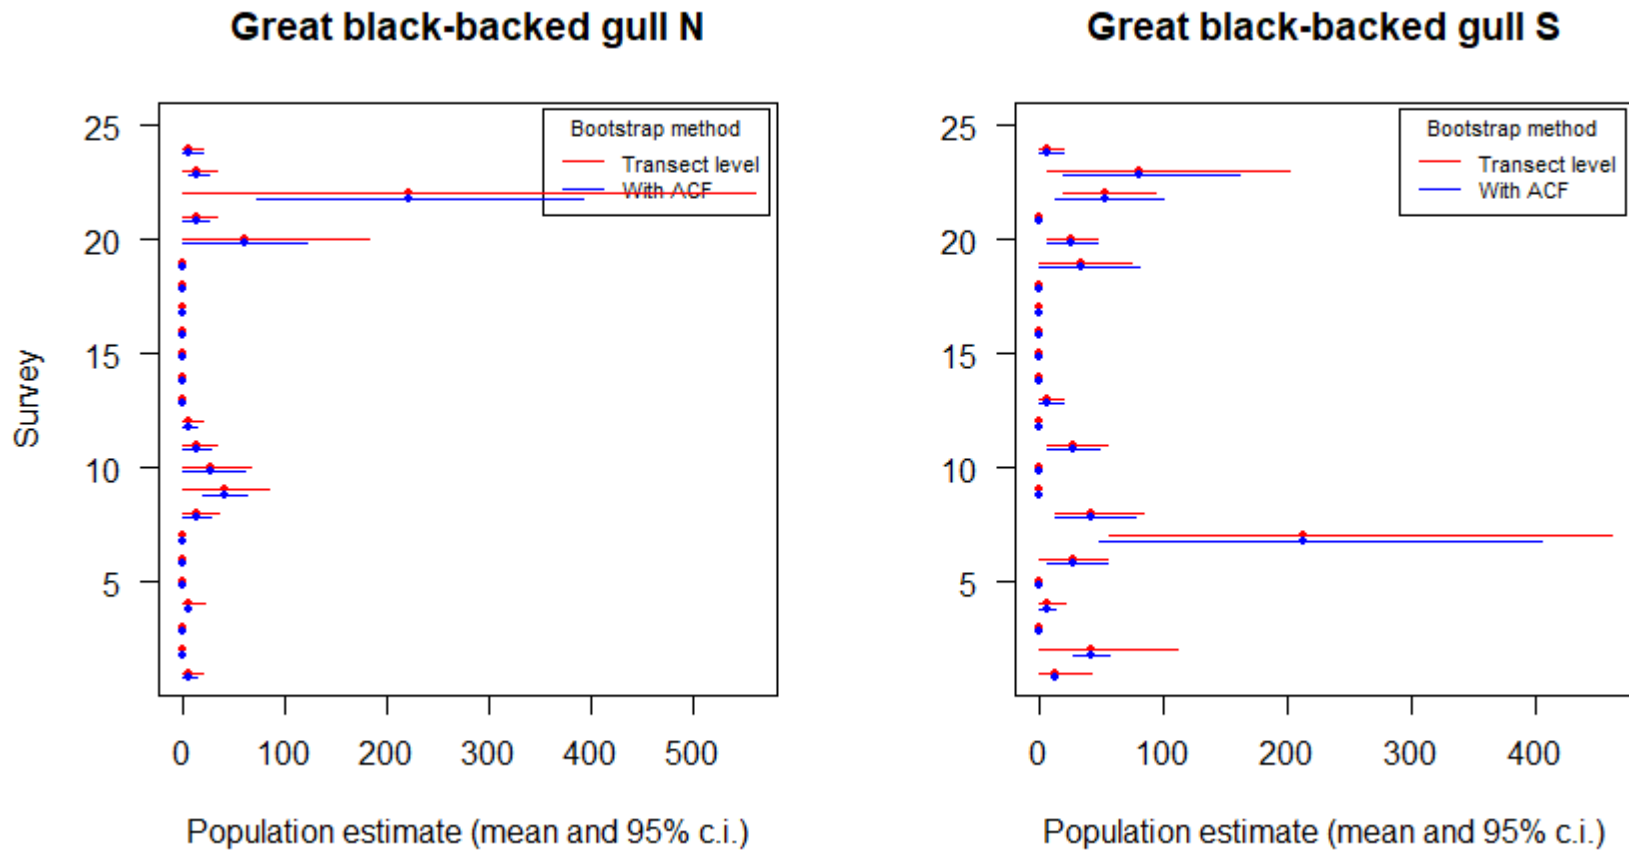 Great black-backed gull N
Great black-backed gull S
25
20
15
10
5
Survey
Bootstrap method
Transect level
With ACF
0 100 200 300 400 500
Population estimate (mean and 95% c.i.)
25
20
15
10
5
Bootstrap method
Transect level
With ACF
0 100 200 300 400
Population estimate (mean and 95% c.i.)